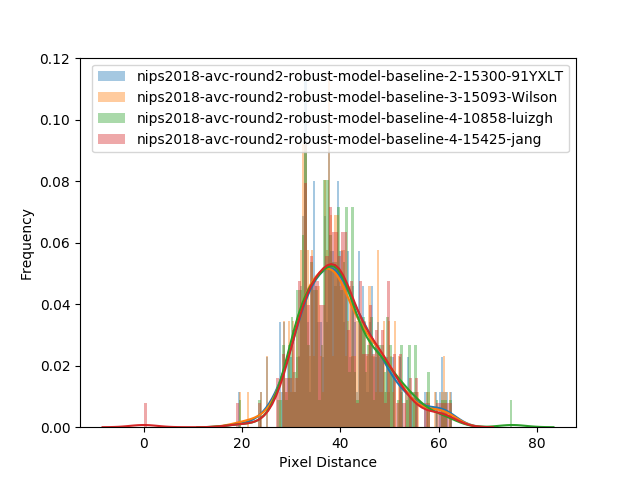 0.12
0.10
0.08
0.06
0.04
0.02
0.00
Frequency
nips2018-avc-round2-robust-model-baseline-2-15300-91YXLT
nips2018-avc-round2-robust-model-baseline-3-15093-Wilson
nips2018-avc-round2-robust-model-baseline-4-10858-luizgh
nips2018-avc-round2-robust-model-baseline-4-15425-jang
0 20 40 60 80
Pixel Distance